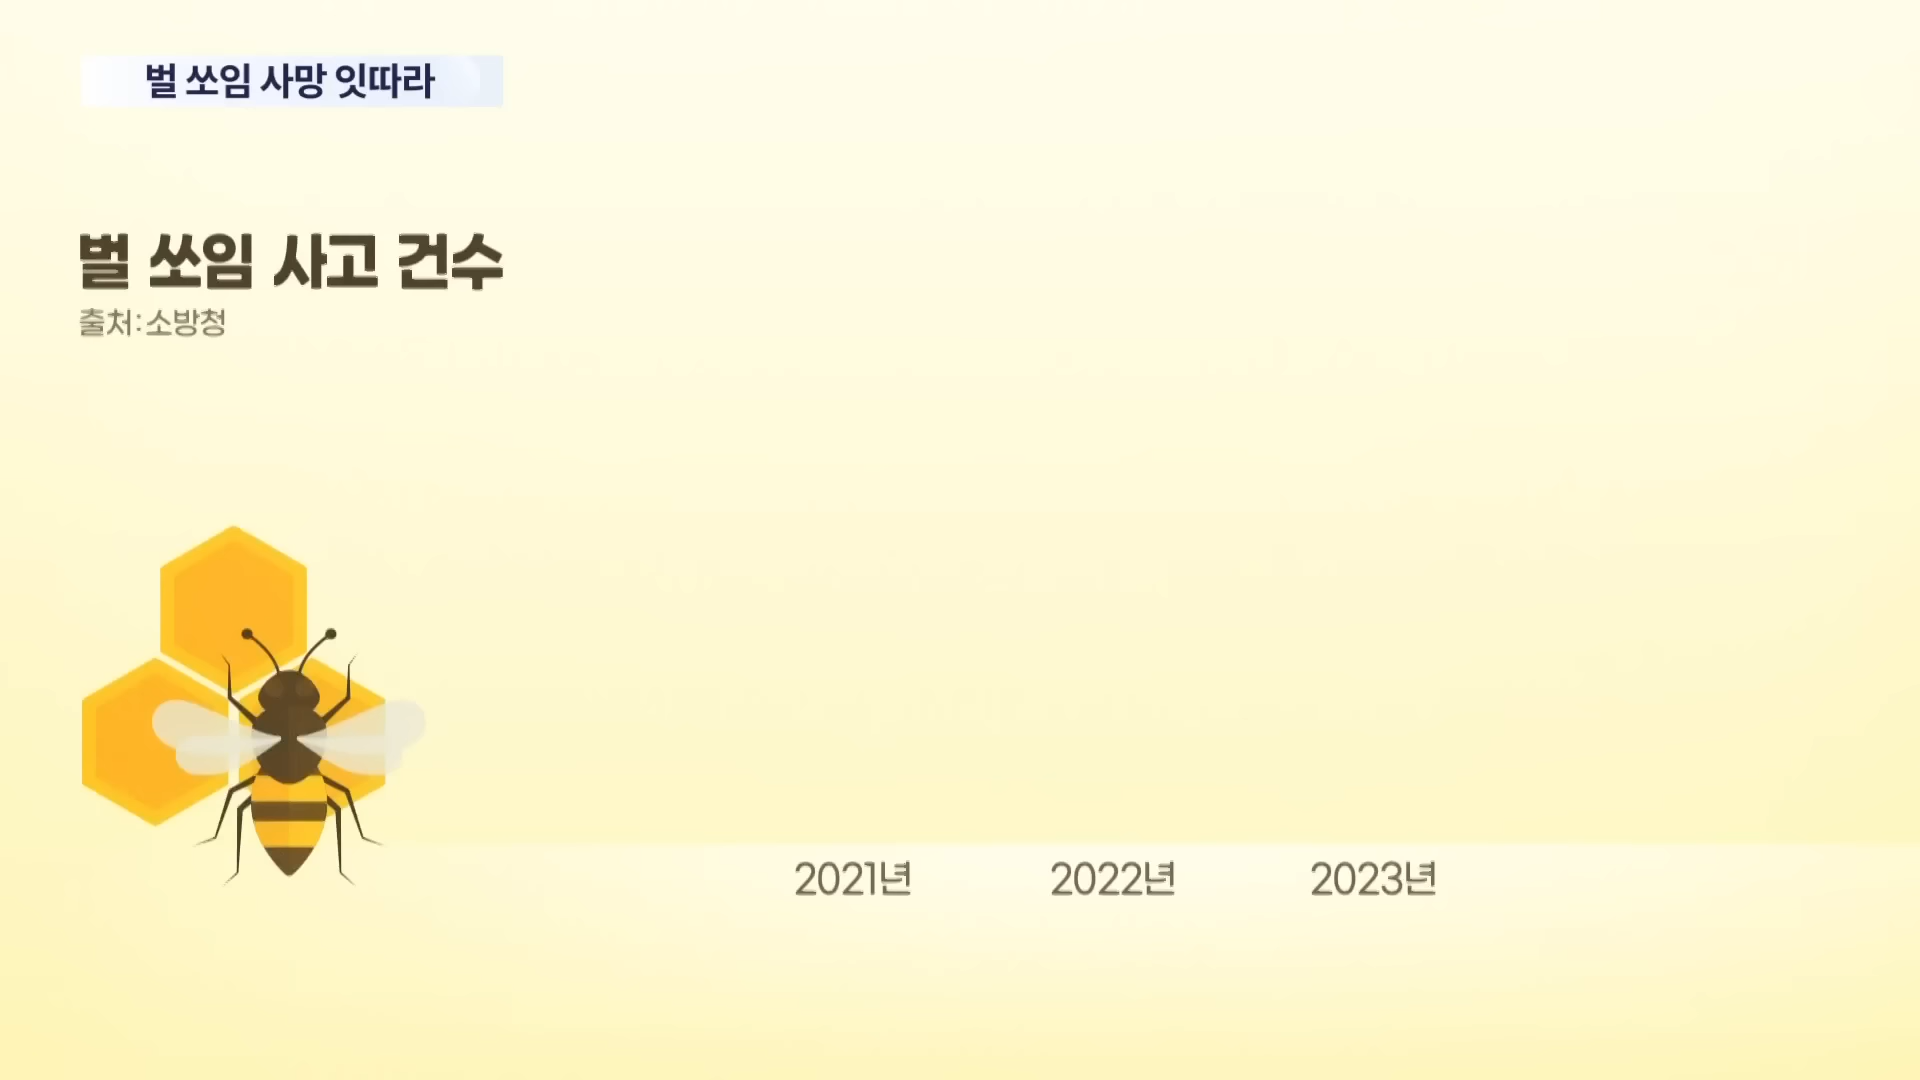 벌 쏘임 사망 잇따라
벌 쏘임 사고 건수
출처:소방청
2021년 2022년 2023년